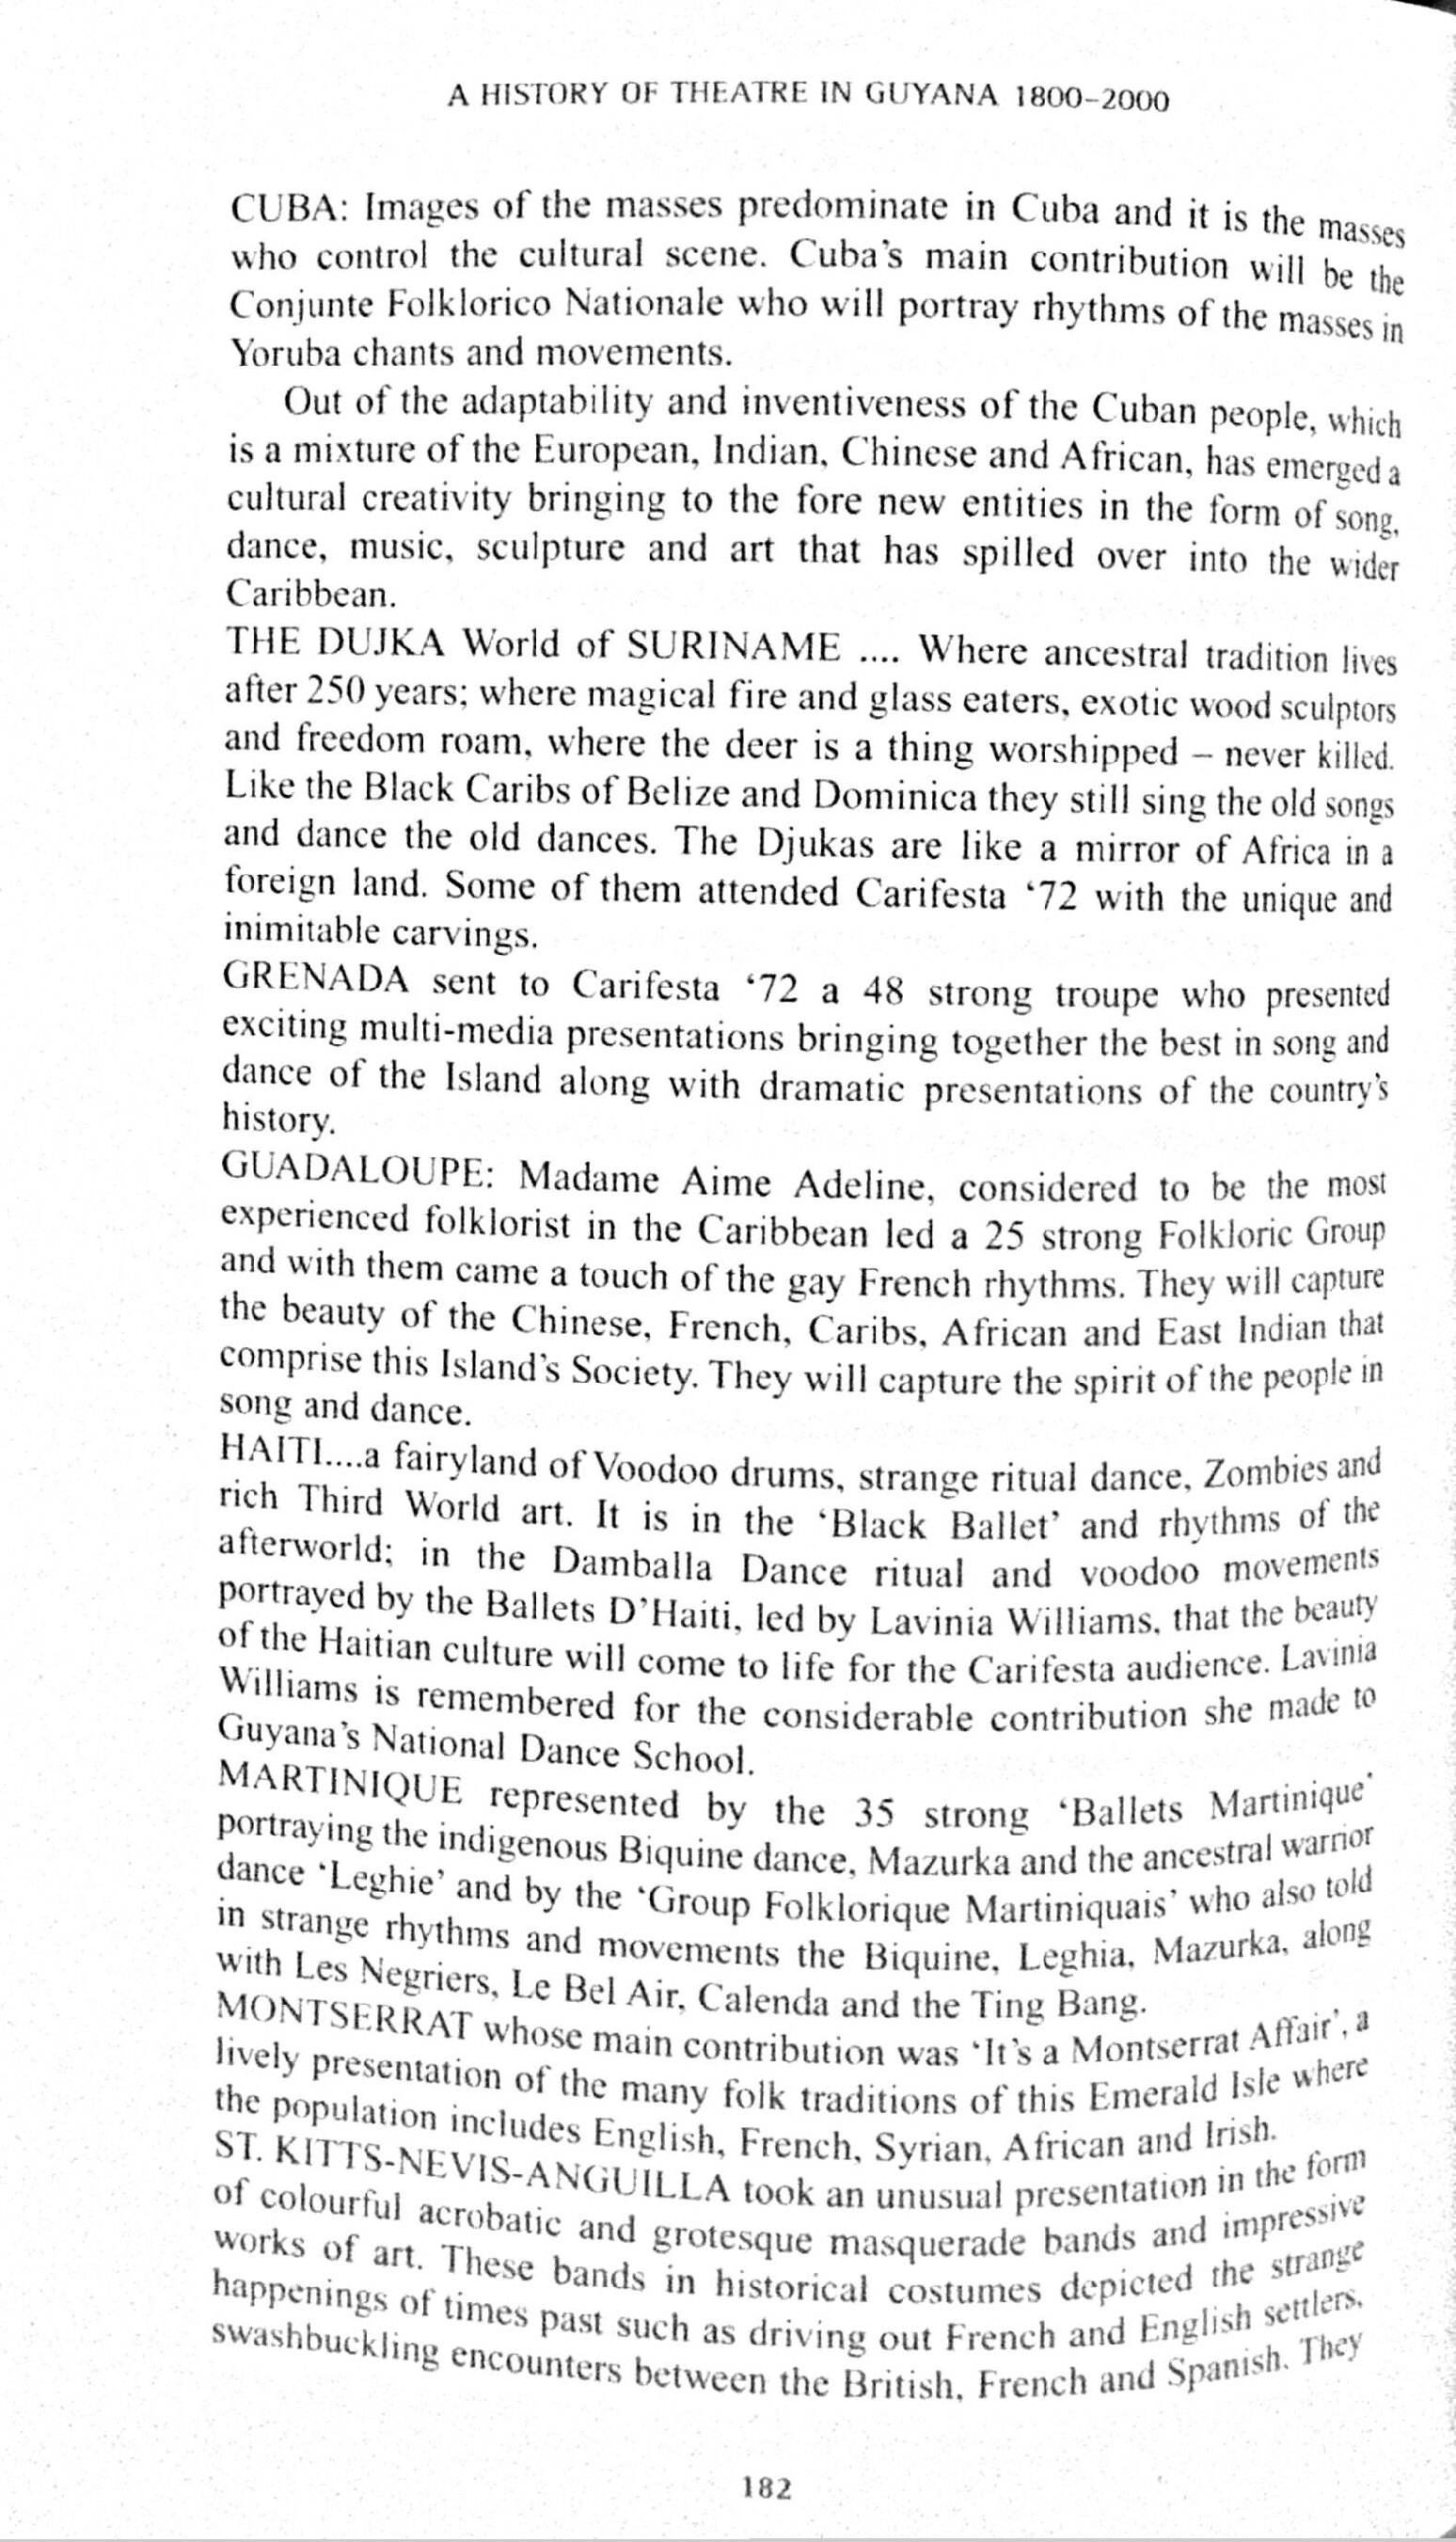 A HISTORY OF THEATRE IN GUYANA 1800–2000
CUBA: Images of the masses predominate in Cuba and it is the masses
who control the cultural scene. Cuba's main contribution will be the
Conjunte Folklorico Nationale who will portray rhythms of the masses in
Yoruba chants and movements.
Out of the adaptability and inventiveness of the Cuban people, which
is a mixture of the European, Indian, Chinese and African, has emerged a
cultural creativity bringing to the fore new entities in the form of song,
dance, music, sculpture and art that has spilled over into the wider
Caribbean.
THE DUJKA World of SURINAME .... Where ancestral tradition lives
after 250 years; where magical fire and glass eaters, exotic wood sculptors
and freedom roam, where the deer is a thing worshipped – never killed.
Like the Black Caribs of Belize and Dominica they still sing the old songs
and dance the old dances. The Djukas are like a mirror of Africa in a
foreign land. Some of them attended Carifesta '72 with the unique and
inimitable carvings.
GRENADA sent to Carifesta '72 a 48 strong troupe who presented
exciting multi-media presentations bringing together the best in song and
dance of the Island along with dramatic presentations of the country's
history.
GUADALOUPE: Madame Aime Adeline, considered to be the most
experienced folklorist in the Caribbean led a 25 strong Folkloric Group
and with them came a touch of the gay French rhythms. They will capture
the beauty of the Chinese, French, Caribs, African and East Indian that
comprise this Island's Society. They will capture the spirit of the people in
song and dance.
HAITI....a fairyland of Voodoo drums, strange ritual dance, Zombies and
rich Third World art. It is in the 'Black Ballet' and rhythms of the
afterworld; in the Damballa Dance ritual and voodoo movements
portrayed by the Ballets D'Haiti, led by Lavinia Williams, that the beauty
of the Haitian culture will come to life for the Carifesta audience. Lavinia
Williams is remembered for the considerable contribution she made to
Guyana's National Dance School.
MARTINIQUE represented by the 35 strong 'Ballets Martinique'
portraying the indigenous Biquine dance, Mazurka and the ancestral warrior
dance 'Leghie' and by the 'Group Folklorique Martiniquais' who also told
in strange rhythms and movements the Biquine, Leghia, Mazurka, along
with Les Negriers, Le Bel Air, Calenda and the Ting Bang.
MONTSERRAT whose main contribution was 'It's a Montserrat Affair', a
lively presentation of the many folk traditions of this Emerald Isle where
the population includes English, French, Syrian, African and Irish.
ST. KITTS-NEVIS-ANGUILLA took an unusual presentation in the form
of colourful acrobatic and grotesque masquerade bands and impressive
works of art. These bands in historical costumes depicted the strange
happenings of times past such as driving out French and English settlers,
swashbuckling encounters between the British, French and Spanish. They
182